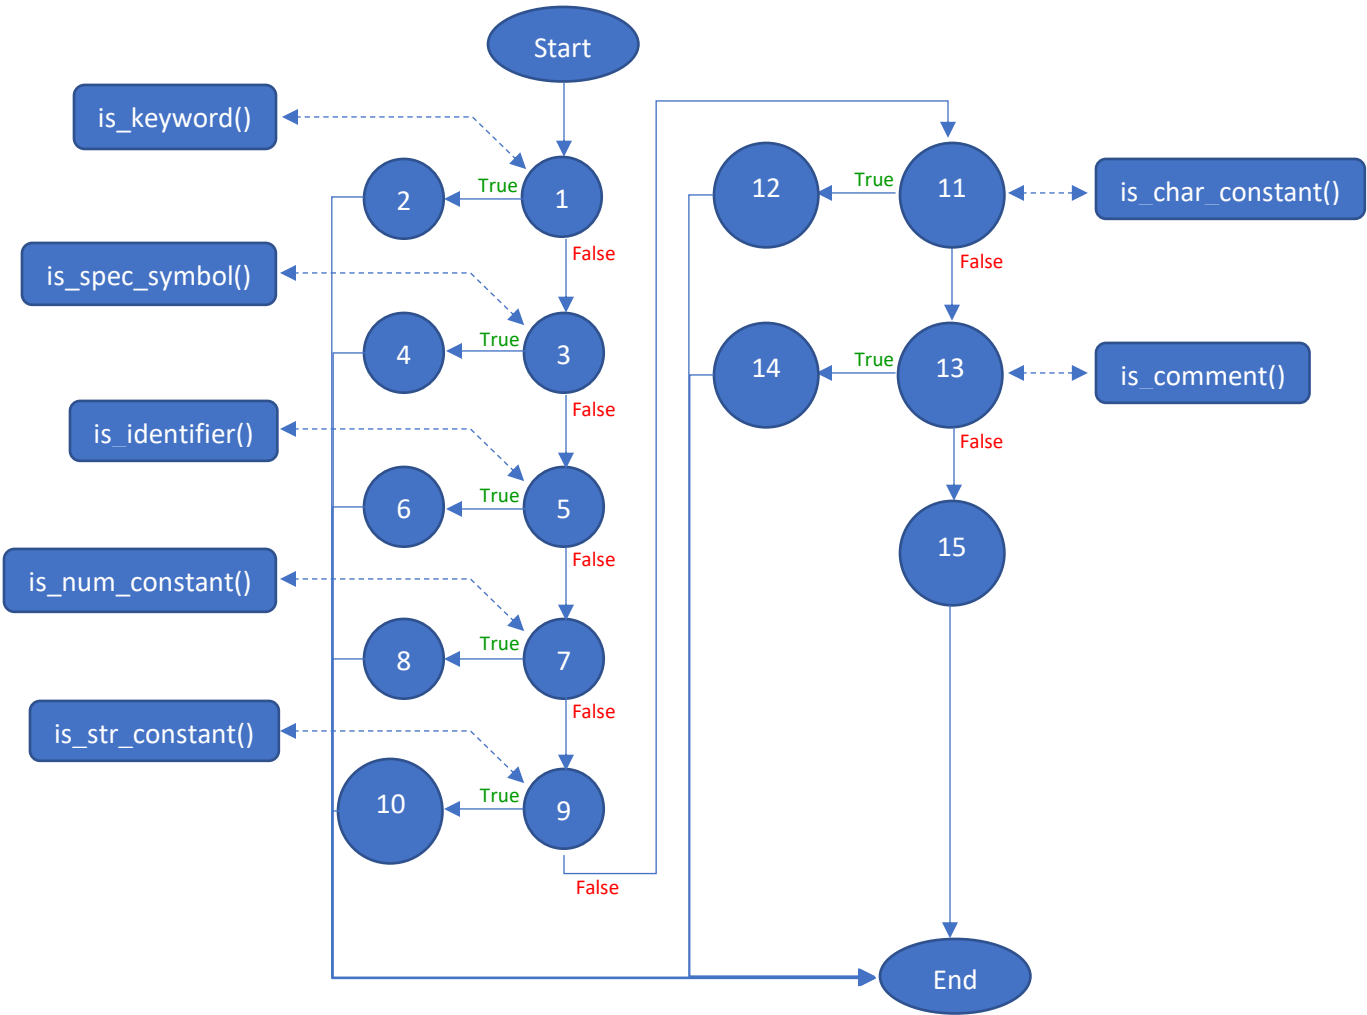 Start
is_keyword()
True
2
1
False
is_spec_symbol()
True
4
3
False
is_identifier()
True
6
5
False
is_num_constant()
True
8
7
False
is_str_constant()
True
10
9
False
True
12
11
is_char_constant()
False
True
14
13
is_comment()
False
15
End